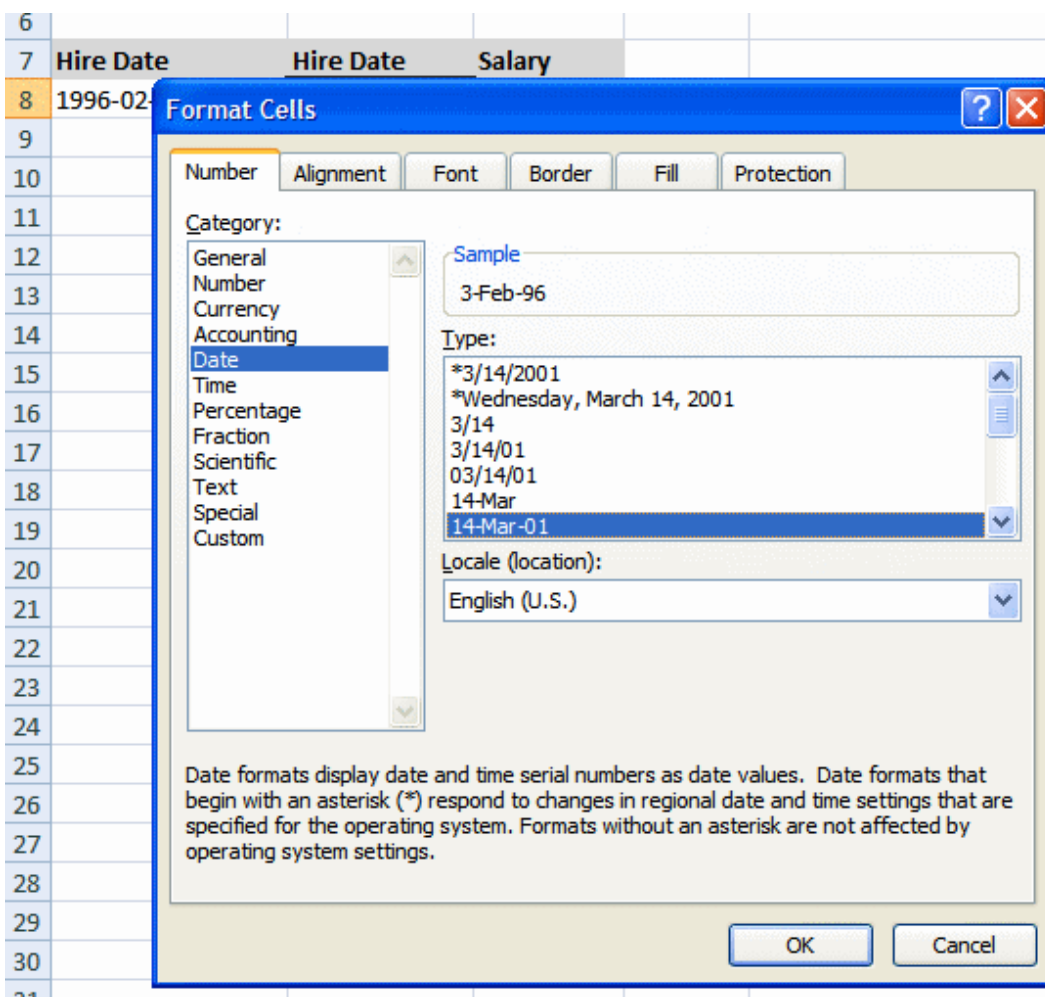 6
7 Hire Date Hire Date Salary
8 1996-02-
Format Cells
9
10
11
12
13
14
15
16
17
18
19
20
21
22
23
24
25
26
27
28
29
30
Number Alignment Font Border Fill Protection
Category:
General
Number
Currency
Accounting
Date
Time
Percentage
Fraction
Scientific
Text
Special
Custom
Sample
3-Feb-96
Type:
*3/14/2001
*Wednesday, March 14, 2001
3/14
3/14/01
03/14/01
14-Mar
14-Mar-01
Locale (location):
English (U.S.)
Date formats display date and time serial numbers as date values. Date formats that
begin with an asterisk (*) respond to changes in regional date and time settings that are
specified for the operating system. Formats without an asterisk are not affected by
operating system settings.
OK Cancel